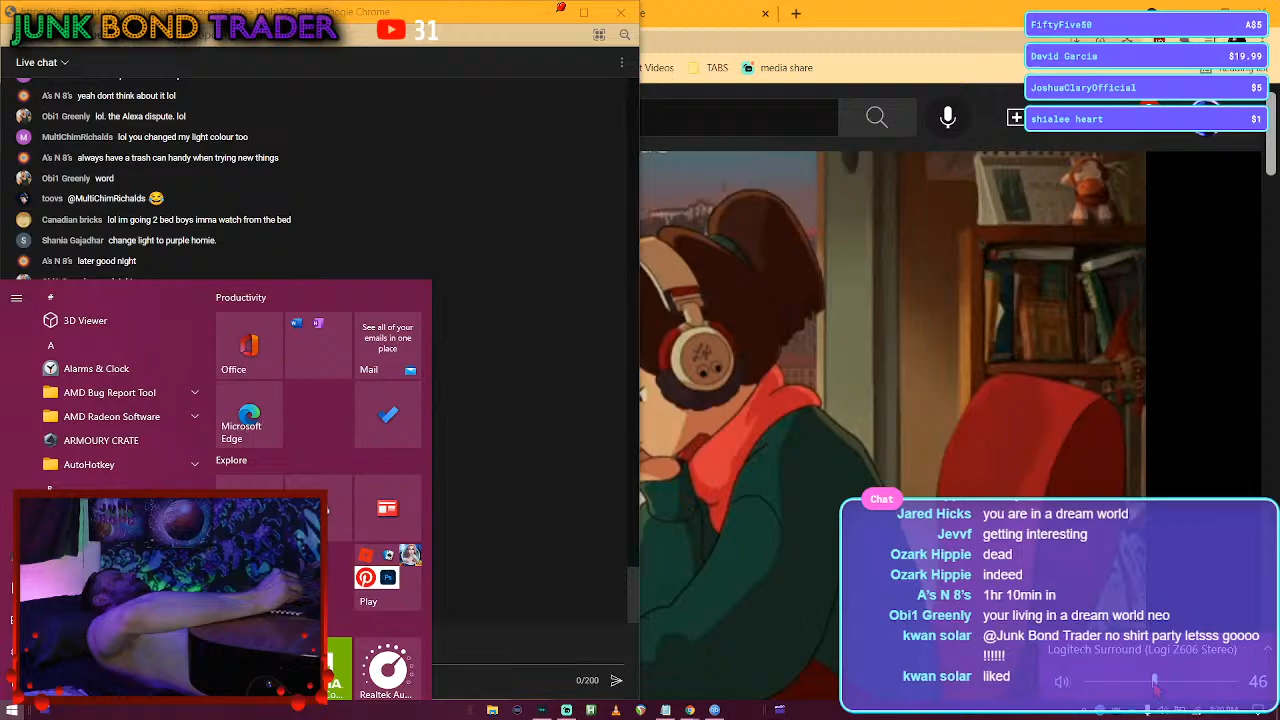 JUNK BOND TRADER
31
Google Chrome
Live chat
A's N 8's yeah dont think about it lol
Obi1 Greenly lol. the Alexa dispute. lol
M MultiChimRichalds lol you changed my light colour too
A's N 8's always have a trash can handy when trying new things
Obi1 Greenly word
toovs @MultiChimRichalds 😂
Canadian bricks lol im going 2 bed boys imma watch from the bed
S Shania Gajadhar change light to purple homie.
A's N 8's later good night
Videos
TABS
media share
FiftyFive50 A$5
David Garcia $19.99
JoshuaClaryOfficial $5
shialee heart $1
#
3D Viewer
A
Alarms & Clock
AMD Bug Report Tool
AMD Radeon Software
ARMOURY CRATE
AutoHotkey
Productivity
Office
See all of your
emails in one
place
Mail
Microsoft
Edge
Explore
Play
Realtek Au...
0/200
Chat
Jared Hicks you are in a dream world
Jevvf getting interesting
Ozark Hippie dead
Ozark Hippie indeed
A's N 8's 1hr 10min in
Obi1 Greenly your living in a dream world neo
kwan solar @Junk Bond Trader no shirt party letsss goooo
!!!!!!
kwan solar liked
Logitech Surround (Logi Z606 Stereo)
46